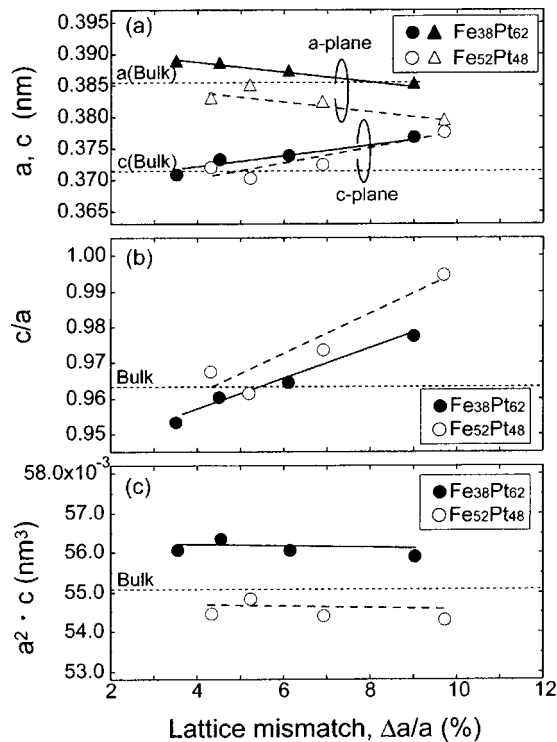 (a)
a-plane
● ▲ Fe38Pt62
○ △ Fe52Pt48
a, c (nm)
0.395
0.390
0.385
0.380
0.375
0.370
0.365
a(Bulk)
c(Bulk)
c-plane
(b)
c/a
1.00
0.99
0.98
0.97
0.96
0.95
Bulk
Fe38Pt62
Fe52Pt48
(c)
a² · c (nm³)
58.0x10⁻³
57.0
56.0
55.0
54.0
53.0
Bulk
Fe38Pt62
Fe52Pt48
2 4 6 8 10 12
Lattice mismatch, Δa/a (%)